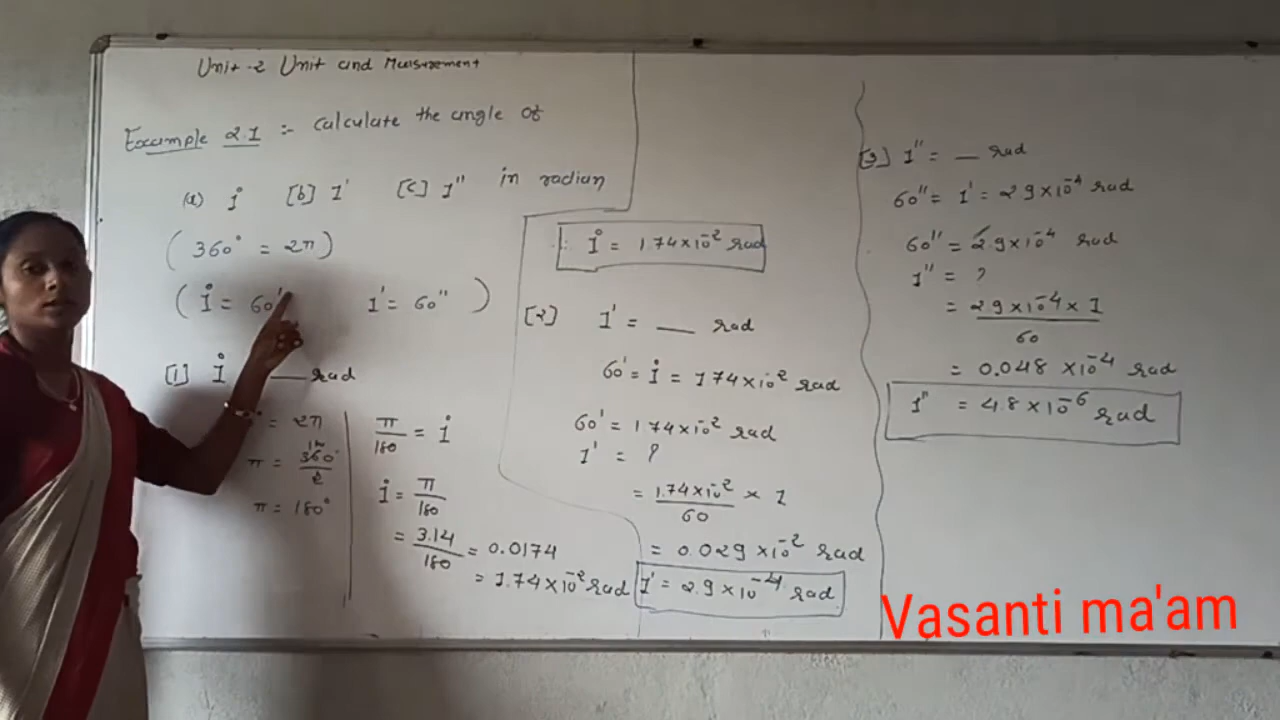 Unit-2 Unit and Measurement
Example 2.1 :- Calculate the angle of
(a) 1° [b] 1' [c] 1" in radian
( 360° = 2π )
( 1° = 60' 1' = 60" )
[1] 1° ___ rad
= 2π
π = 360°/2
π = 180°
π/180 = 1°
1° = π/180
= 3.14/180 = 0.0174
= 1.74×10⁻² rad
∴ 1° = 1.74×10⁻² rad
[2] 1' = ___ rad
60' = 1° = 1.74×10⁻² rad
60' = 1.74×10⁻² rad
1' = ?
= 1.74×10⁻²/60 × 1
= 0.029×10⁻² rad
1' = 2.9×10⁻⁴ rad
[3] 1" = __ rad
60" = 1' = 2.9×10⁻⁴ rad
60" = 2.9×10⁻⁴ rad
1" = ?
= 2.9×10⁻⁴ × 1/60
= 0.048 ×10⁻⁴ rad
1" = 4.8×10⁻⁶ rad
Vasanti ma'am